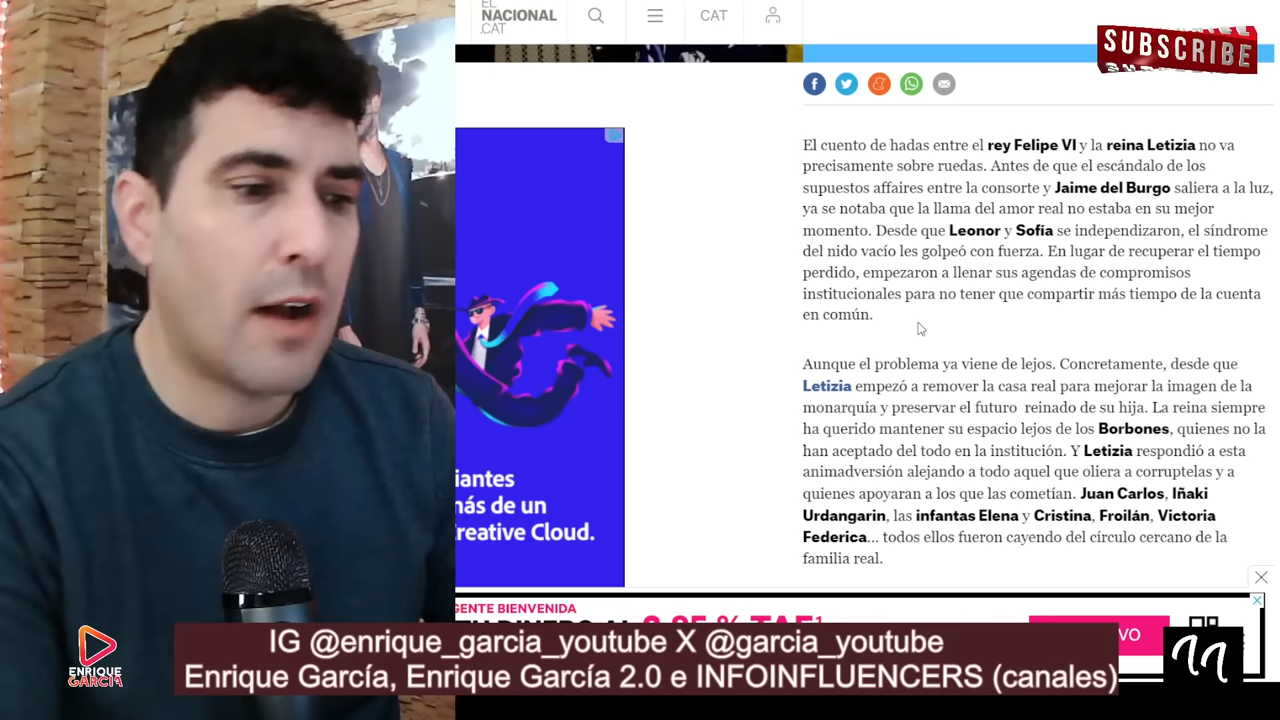 EL
NACIONAL
.CAT
CAT
SUBSCRIBE
El cuento de hadas entre el rey Felipe VI y la reina Letizia no va
precisamente sobre ruedas. Antes de que el escándalo de los
supuestos affaires entre la consorte y Jaime del Burgo saliera a la luz,
ya se notaba que la llama del amor real no estaba en su mejor
momento. Desde que Leonor y Sofía se independizaron, el síndrome
del nido vacío les golpeó con fuerza. En lugar de recuperar el tiempo
perdido, empezaron a llenar sus agendas de compromisos
institucionales para no tener que compartir más tiempo de la cuenta
en común.
Aunque el problema ya viene de lejos. Concretamente, desde que
Letizia empezó a remover la casa real para mejorar la imagen de la
monarquía y preservar el futuro reinado de su hija. La reina siempre
ha querido mantener su espacio lejos de los Borbones, quienes no la
han aceptado del todo en la institución. Y Letizia respondió a esta
animadversión alejando a todo aquel que oliera a corruptelas y a
quienes apoyaran a los que las cometían. Juan Carlos, Iñaki
Urdangarin, las infantas Elena y Cristina, Froilán, Victoria
Federica... todos ellos fueron cayendo del círculo cercano de la
familia real.
iantes
nás de un
Creative Cloud.
GENTE BIENVENIDA
IG @enrique_garcia_youtube X @garcia_youtube
Enrique García, Enrique García 2.0 e INFOINFLUENCERS (canales)
ENRIQUE
GARCÍA